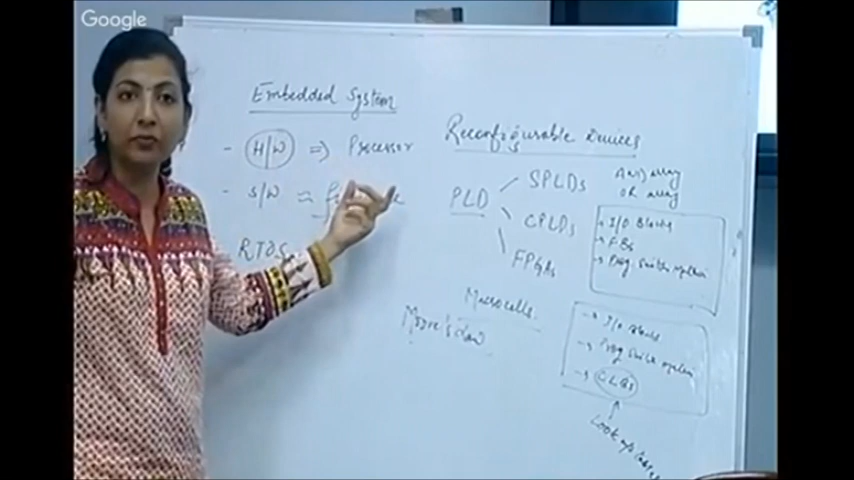 Google
Embedded System
- H/W ⇒ Processor
- S/W ≈
RTOS
Moore's Law
Reconfigurable Devices
PLD
SPLDs
CPLDs
FPGAs
Macrocells
AND array
OR array
→ I/O Blocks
→ FBs
→ Prog Switch Matrix
→ I/O Blocks
→ Prog Switch Matrix
→ CLBs
Look up tables